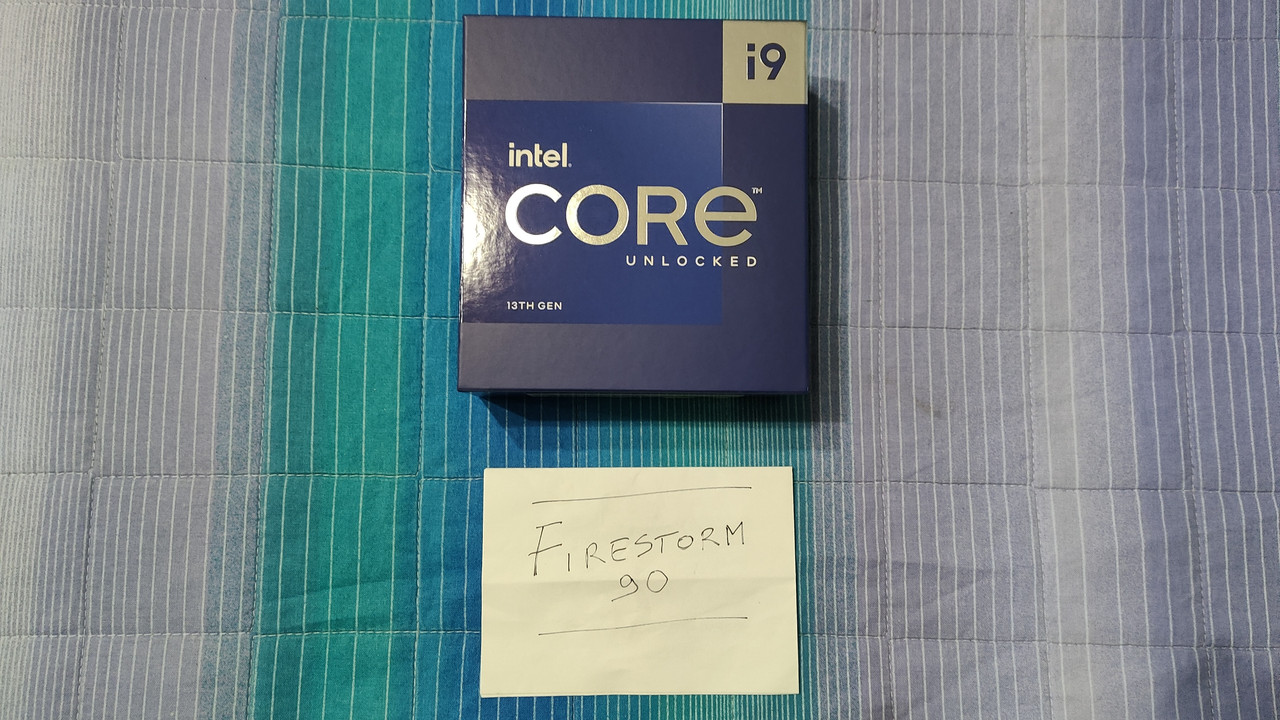 i9
intel.
CORe™
UNLOCKED
13TH GEN
FIRESTORM
90